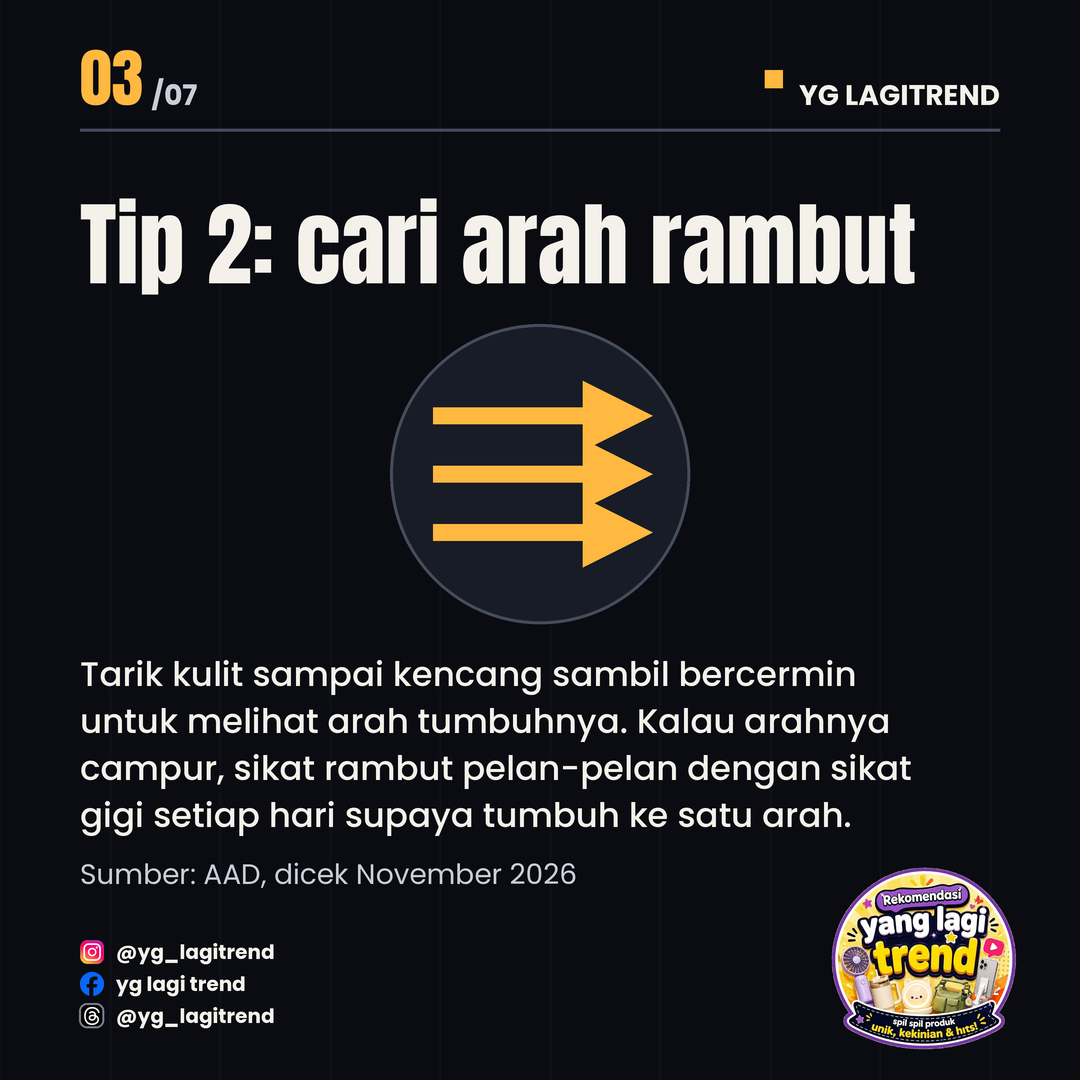 03 /07
YG LAGITREND
Tip 2: cari arah rambut
Tarik kulit sampai kencang sambil bercermin
untuk melihat arah tumbuhnya. Kalau arahnya
campur, sikat rambut pelan-pelan dengan sikat
gigi setiap hari supaya tumbuh ke satu arah.
Sumber: AAD, dicek November 2026
@yg_lagitrend
yg lagi trend
@yg_lagitrend
Rekomendasi
yang lagi
trend
spil spil produk
unik, kekinian & hits!